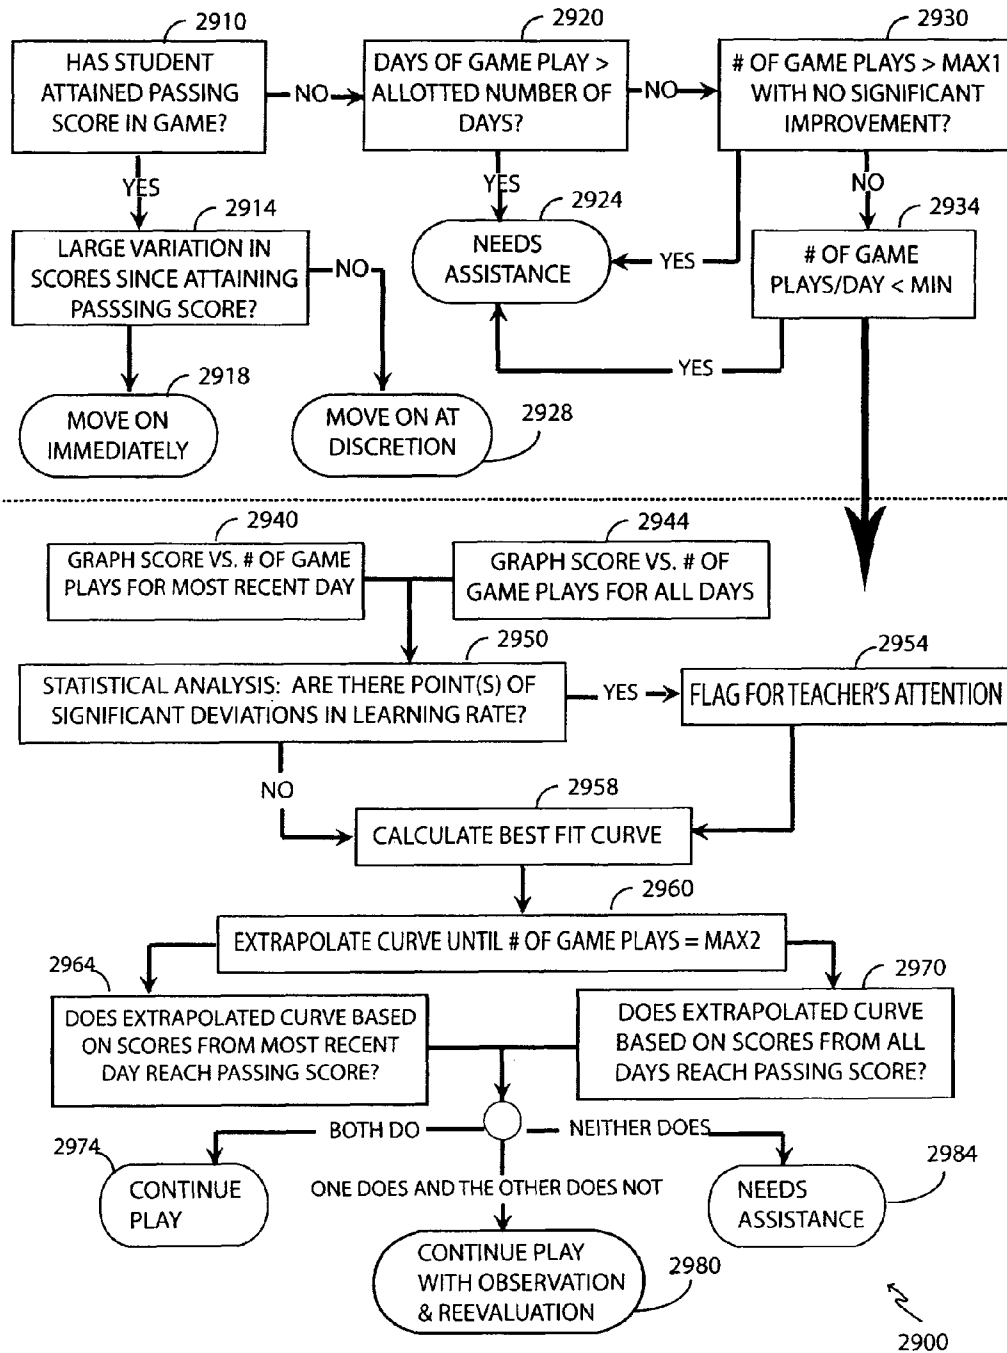 2910
HAS STUDENT
ATTAINED PASSING
SCORE IN GAME?
NO
2920
DAYS OF GAME PLAY >
ALLOTTED NUMBER OF
DAYS?
NO
2930
# OF GAME PLAYS > MAX1
WITH NO SIGNIFICANT
IMPROVEMENT?
YES
2914
LARGE VARIATION IN
SCORES SINCE ATTAINING
PASSSING SCORE?
NO
YES
2924
NEEDS
ASSISTANCE
YES
NO
2934
# OF GAME
PLAYS/DAY < MIN
YES
2918
MOVE ON
IMMEDIATELY
MOVE ON AT
DISCRETION
2928
2940
GRAPH SCORE VS. # OF GAME
PLAYS FOR MOST RECENT DAY
2944
GRAPH SCORE VS. # OF
GAME PLAYS FOR ALL DAYS
2950
STATISTICAL ANALYSIS: ARE THERE POINT(S) OF
SIGNIFICANT DEVIATIONS IN LEARNING RATE?
YES
2954
FLAG FOR TEACHER'S ATTENTION
NO
2958
CALCULATE BEST FIT CURVE
2960
EXTRAPOLATE CURVE UNTIL # OF GAME PLAYS = MAX2
2964
DOES EXTRAPOLATED CURVE BASED
ON SCORES FROM MOST RECENT
DAY REACH PASSING SCORE?
2970
DOES EXTRAPOLATED CURVE
BASED ON SCORES FROM ALL
DAYS REACH PASSING SCORE?
BOTH DO
NEITHER DOES
2974
CONTINUE
PLAY
ONE DOES AND THE OTHER DOES NOT
NEEDS
ASSISTANCE
2984
CONTINUE PLAY
WITH OBSERVATION
& REEVALUATION
2980
2900